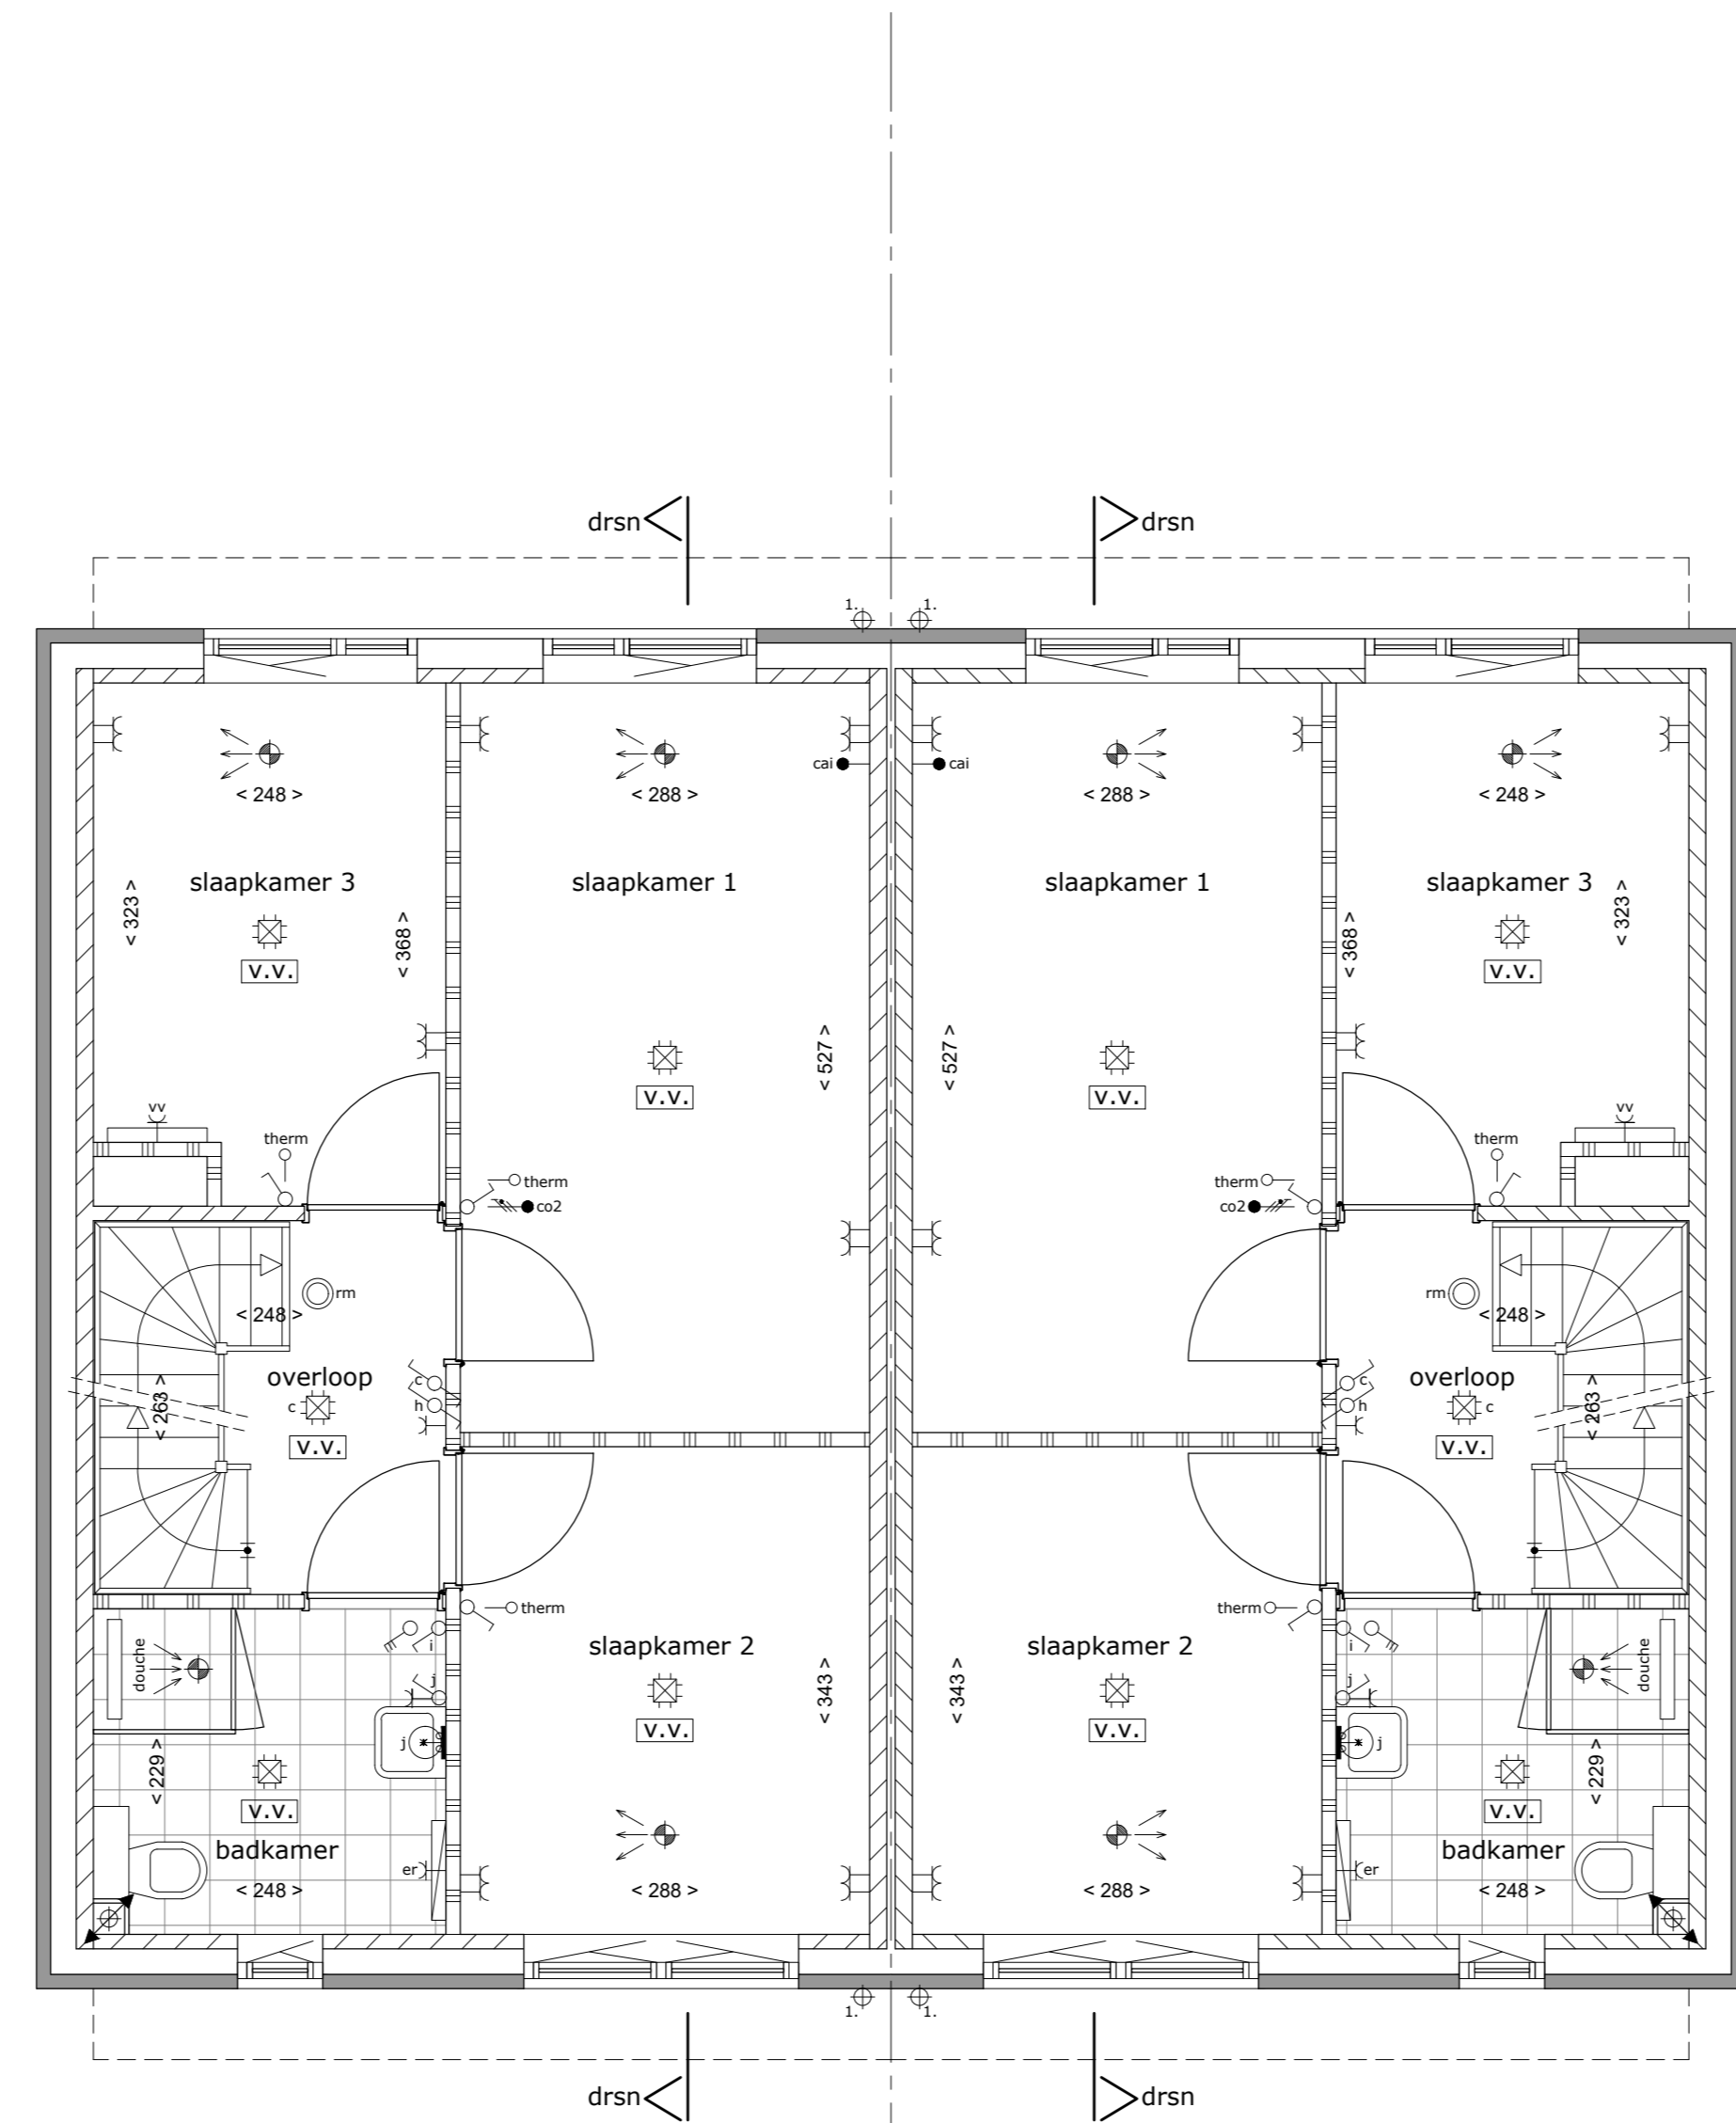 drsn drsn
1. 1.
cai cai
< 248 > < 288 > < 288 > < 248 >
slaapkamer 3 slaapkamer 1 slaapkamer 1 slaapkamer 3
< 323 > < 368 > < 368 > < 323 >
v.v. v.v.
< 527 > < 527 >
v.v. v.v.
vv vv
therm therm
therm therm
co2 co2
rm rm
< 248 > < 248 >
overloop overloop
c c
< 263 > c h c h < 263 >
v.v. v.v.
therm therm
i i
slaapkamer 2 slaapkamer 2
douche j j douche
< 343 > < 343 >
v.v. v.v.
j j
< 229 > < 229 >
v.v. v.v.
badkamer badkamer
er er
< 248 > < 288 > < 288 > < 248 >
1. 1.
drsn drsn